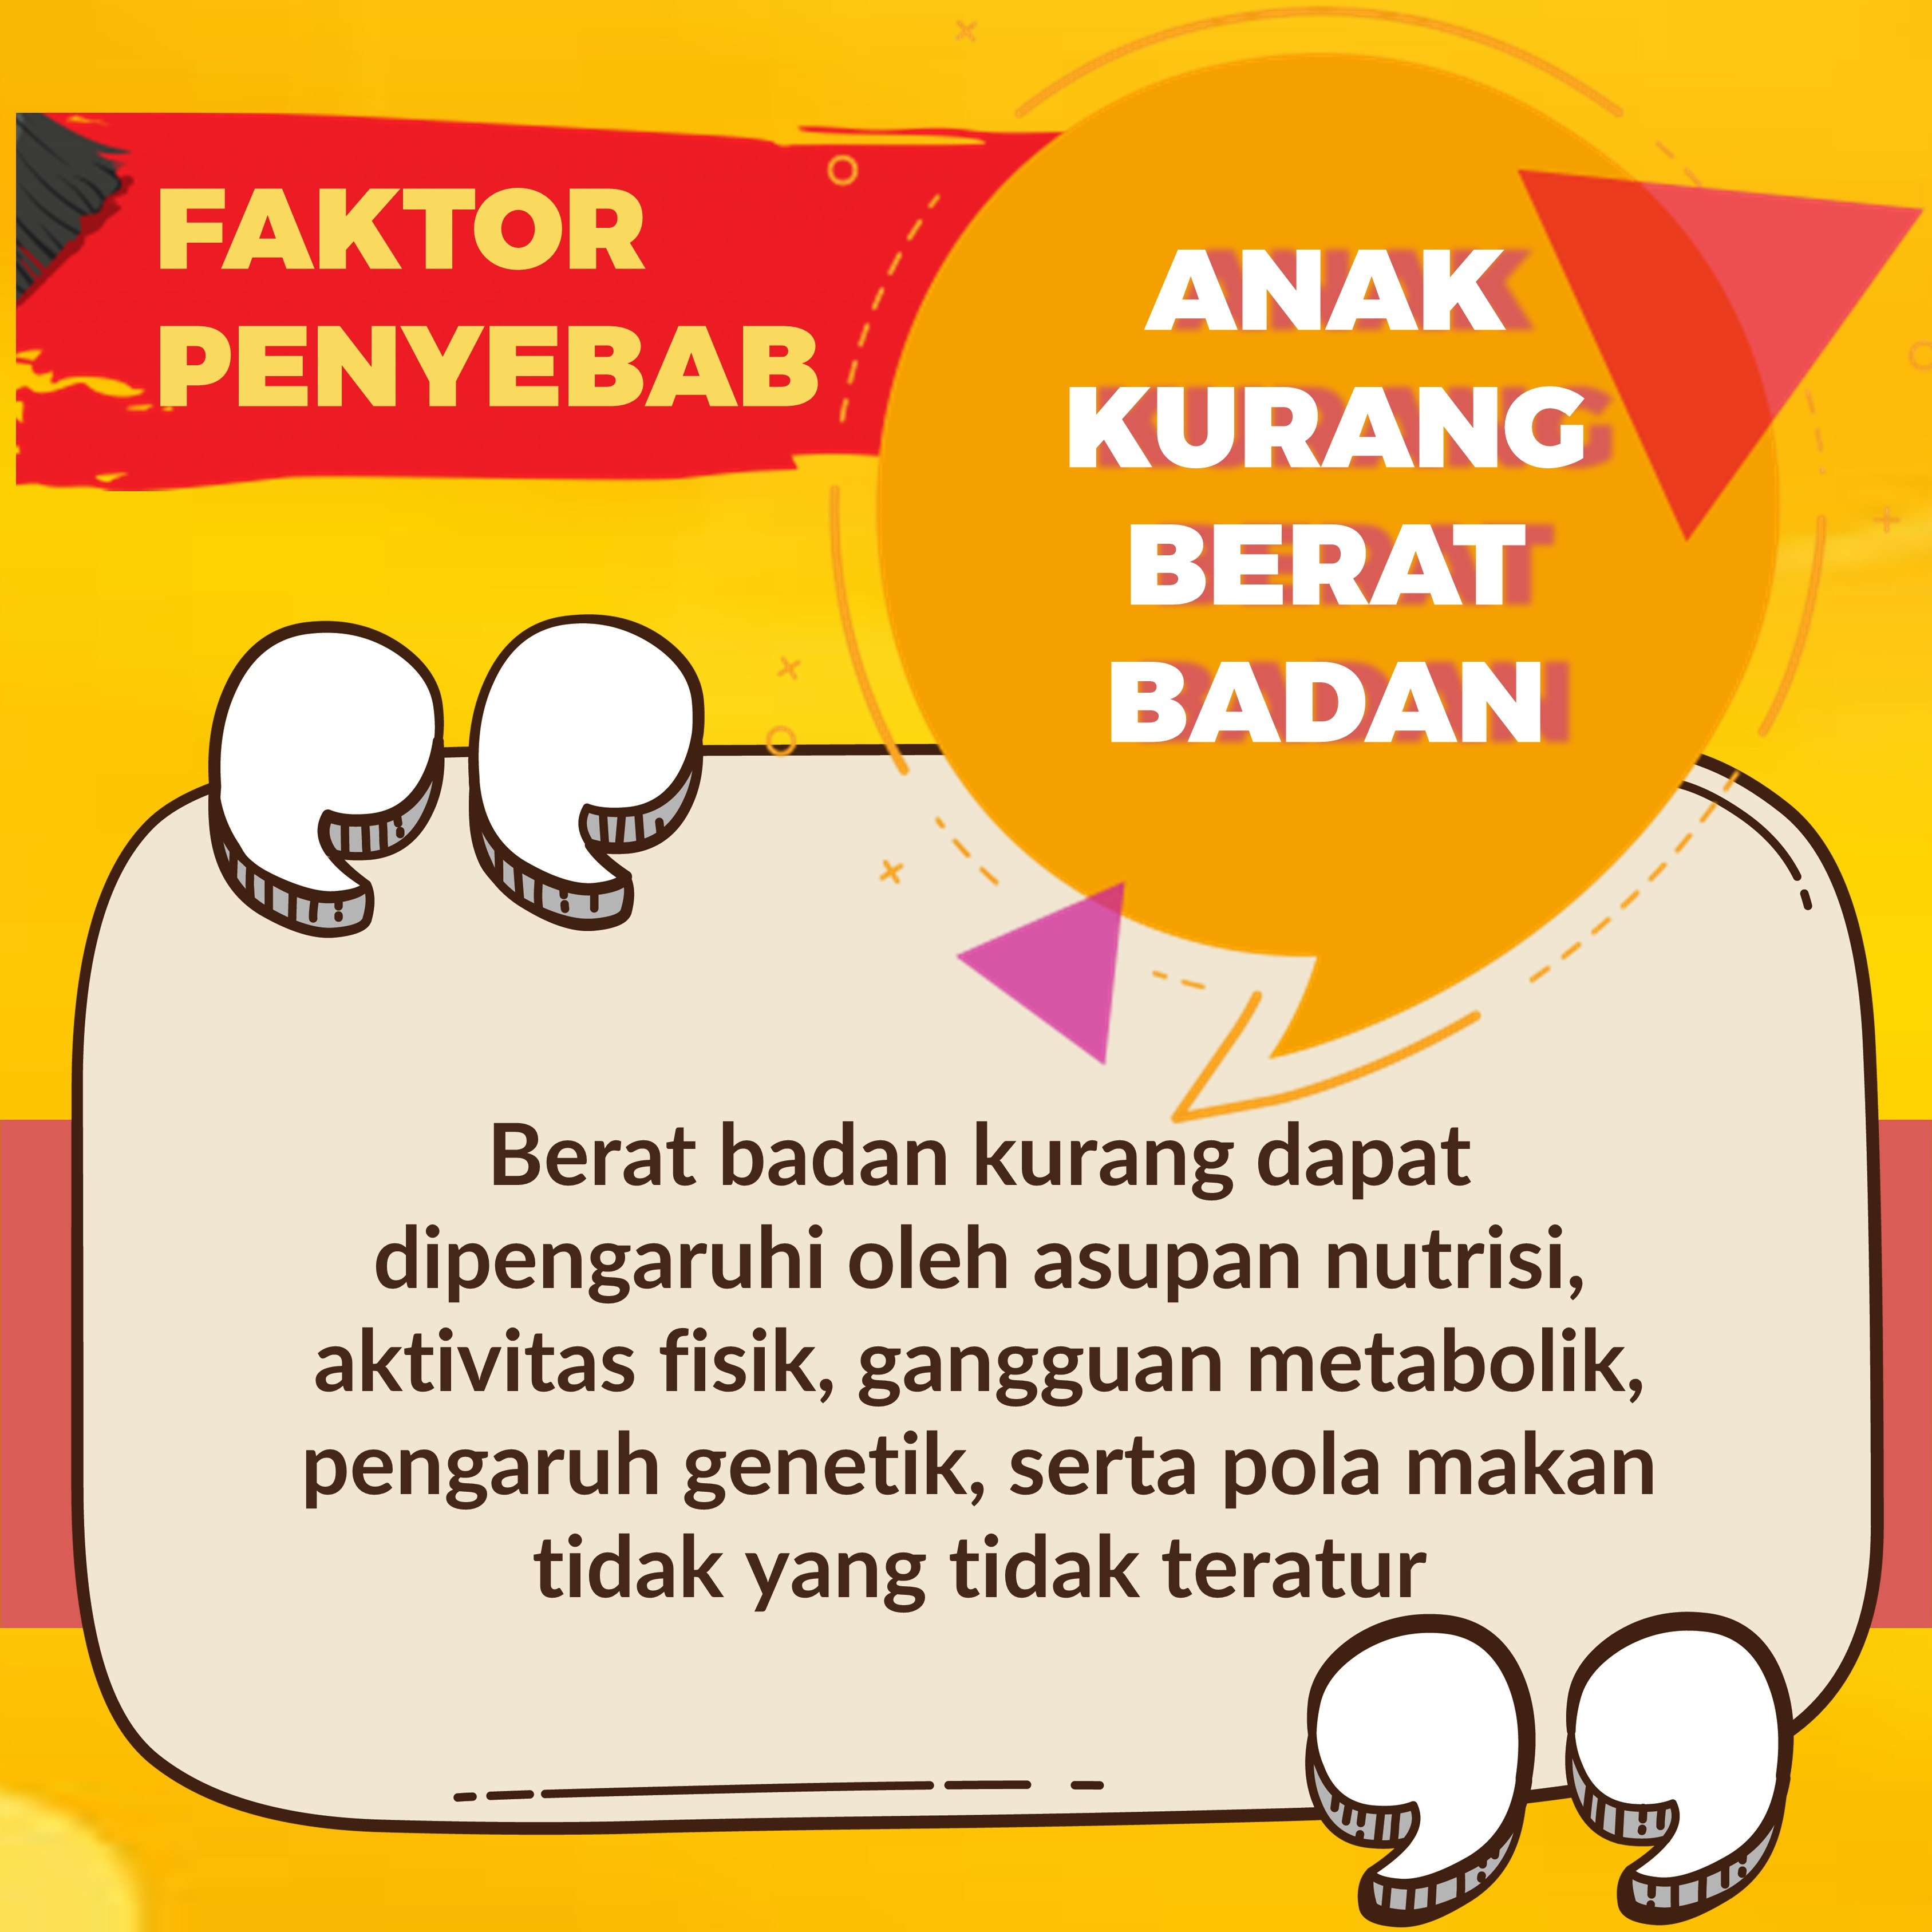 FAKTOR
PENYEBAB
ANAK
KURANG
BERAT
BADAN
Berat badan kurang dapat
dipengaruhi oleh asupan nutrisi,
aktivitas fisik, gangguan metabolik,
pengaruh genetik, serta pola makan
tidak yang tidak teratur